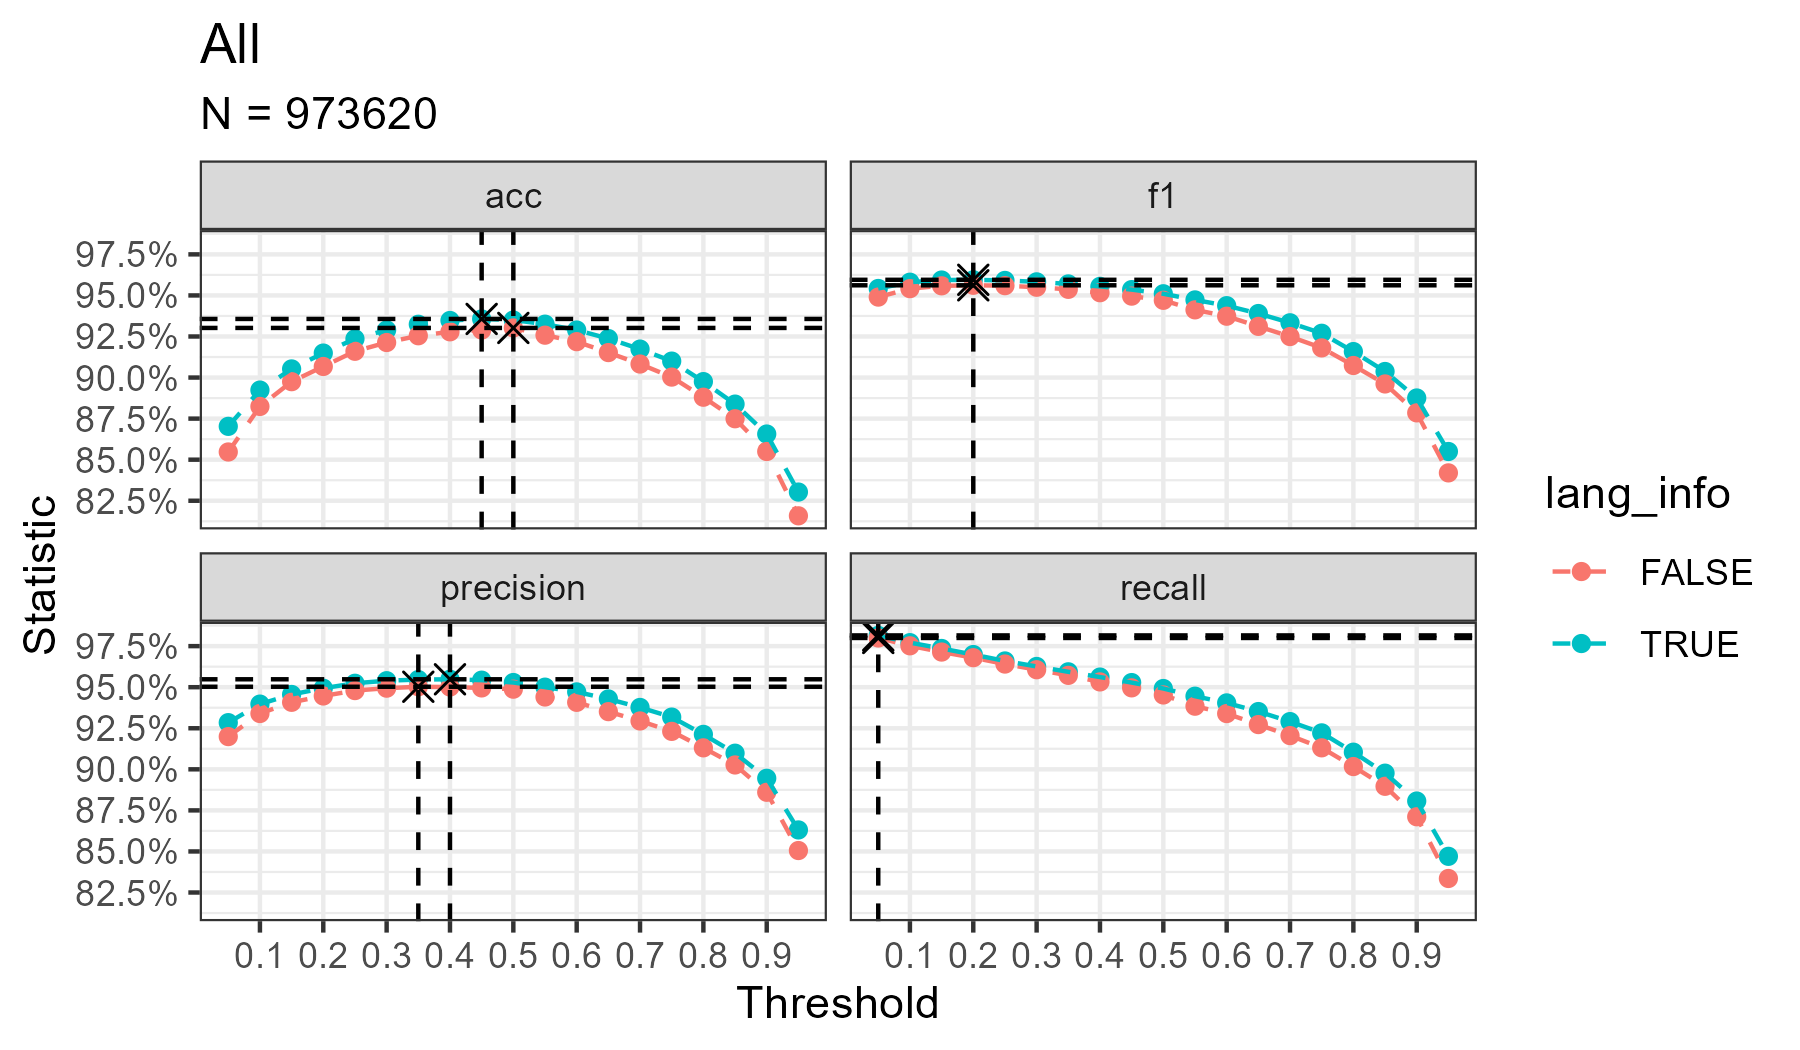 All
N = 973620
acc
f1
97.5%
95.0%
92.5%
90.0%
87.5%
85.0%
82.5%
precision
recall
97.5%
95.0%
92.5%
90.0%
87.5%
85.0%
82.5%
0.1 0.2 0.3 0.4 0.5 0.6 0.7 0.8 0.9
0.1 0.2 0.3 0.4 0.5 0.6 0.7 0.8 0.9
Threshold
Statistic
lang_info
FALSE
TRUE